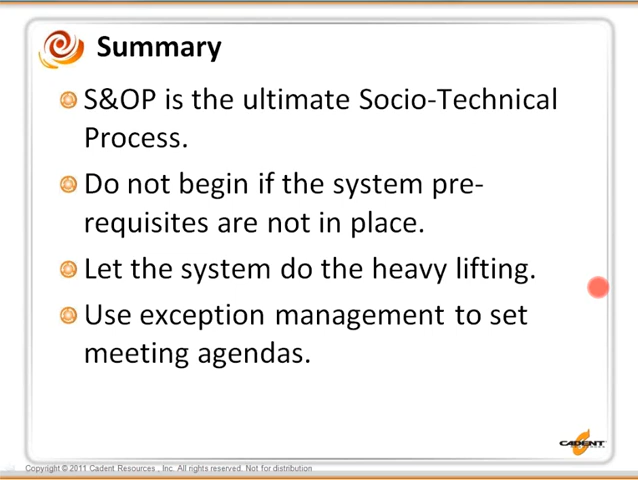 Summary
S&OP is the ultimate Socio-Technical
Process.
Do not begin if the system pre-
requisites are not in place.
Let the system do the heavy lifting.
Use exception management to set
meeting agendas.
CADENT
Copyright © 2011 Cadent Resources , Inc. All rights reserved. Not for distribution